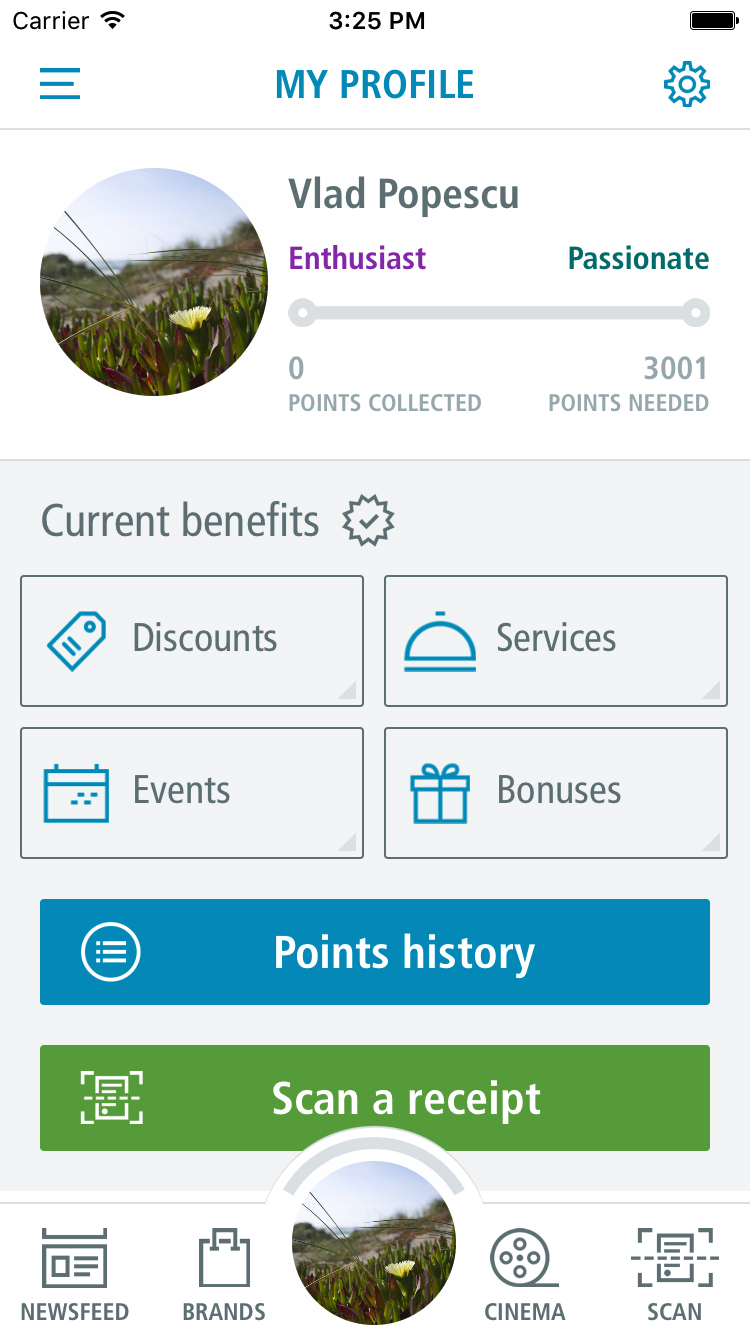 Carrier 3:25 PM
MY PROFILE
Vlad Popescu
Enthusiast Passionate
0 3001
POINTS COLLECTED POINTS NEEDED
Current benefits
Discounts Services
Events Bonuses
Points history
Scan a receipt
NEWSFEED BRANDS CINEMA SCAN